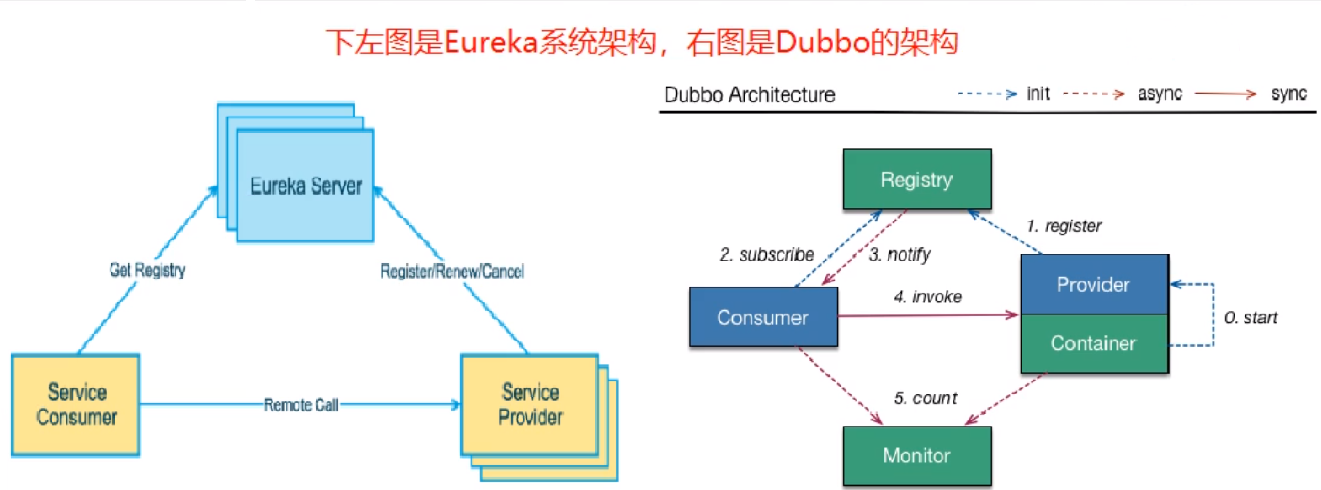 下左图是Eureka系统架构，右图是Dubbo的架构
Eureka Server
Get Registry
Register/Renew/Cancel
Service
Consumer
Remote Call
Service
Provider
Dubbo Architecture
init
async
sync
Registry
1. register
2. subscribe
3. notify
Provider
Consumer
4. invoke
Container
0. start
5. count
Monitor